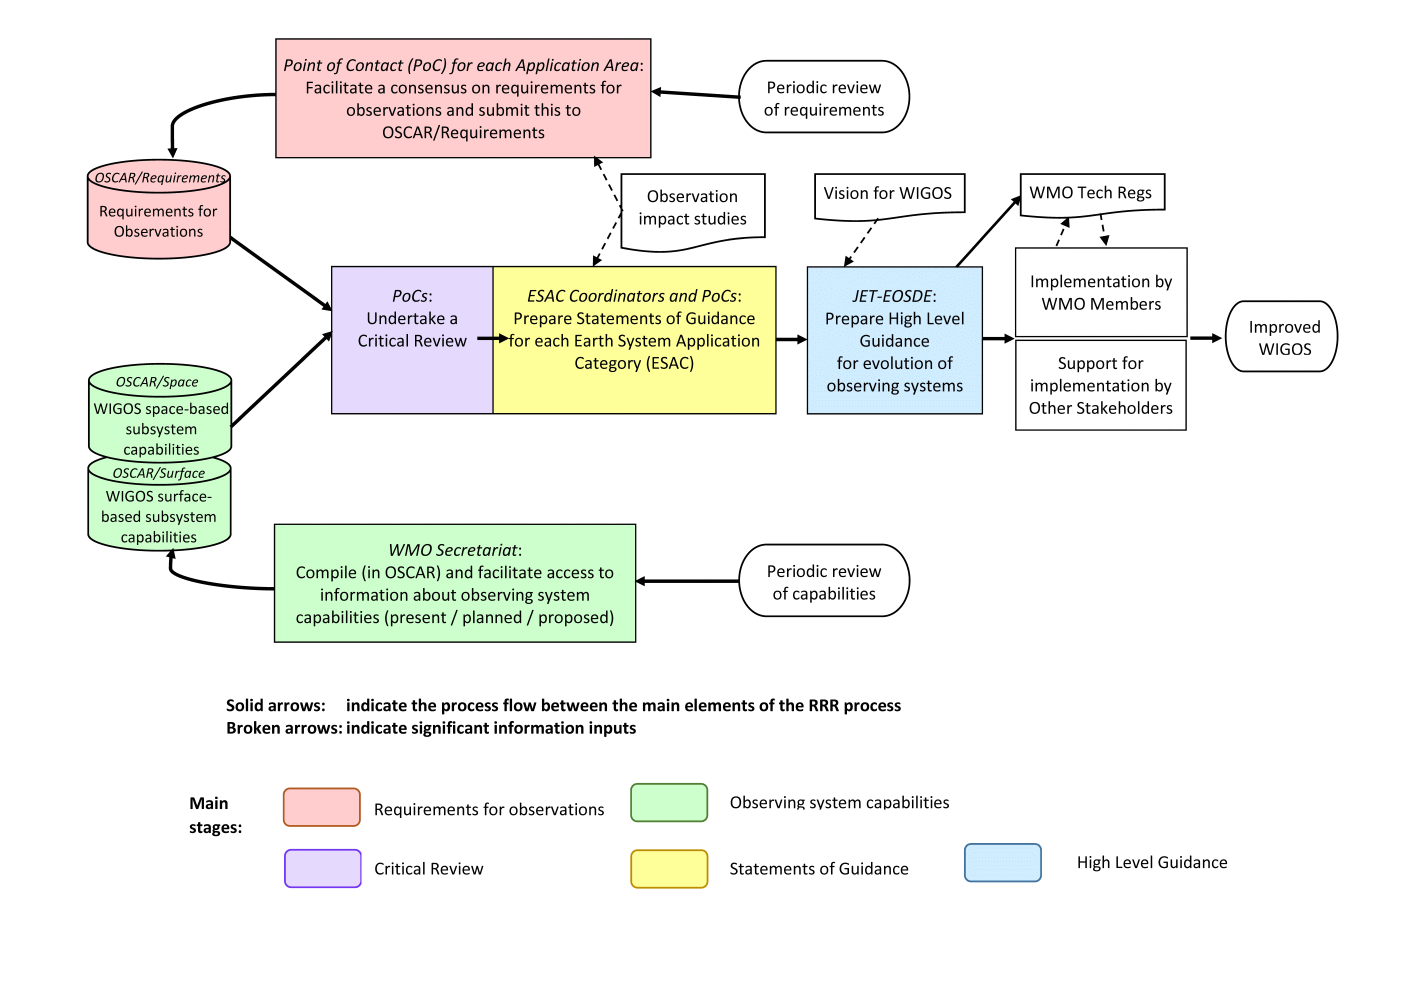 Point of Contact (PoC) for each Application Area:
Facilitate a consensus on requirements for
observations and submit this to
OSCAR/Requirements
Periodic review
of requirements
OSCAR/Requirements
Requirements for
Observations
Observation
impact studies
Vision for WIGOS
WMO Tech Regs
PoCs:
Undertake a
Critical Review
ESAC Coordinators and PoCs:
Prepare Statements of Guidance
for each Earth System Application
Category (ESAC)
JET-EOSDE:
Prepare High Level
Guidance
for evolution of
observing systems
Implementation by
WMO Members
Support for
implementation by
Other Stakeholders
Improved
WIGOS
OSCAR/Space
WIGOS space-based
subsystem
capabilities
OSCAR/Surface
WIGOS surface-
based subsystem
capabilities
WMO Secretariat:
Compile (in OSCAR) and facilitate access to
information about observing system
capabilities (present / planned / proposed)
Periodic review
of capabilities
Solid arrows: indicate the process flow between the main elements of the RRR process
Broken arrows: indicate significant information inputs
Main
stages:
Requirements for observations
Observing system capabilities
Critical Review
Statements of Guidance
High Level Guidance